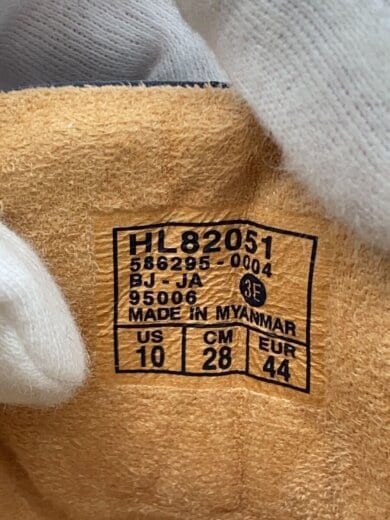 HL82051
586295-0004
BJ-JA 3E
95006
MADE IN MYANMAR
US CM EUR
10 28 44